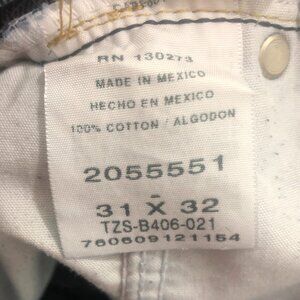 RN 130273
MADE IN MEXICO
HECHO EN MEXICO
100% COTTON / ALGODON
2055551
31 X 32
TZS-B406-021
760609121154